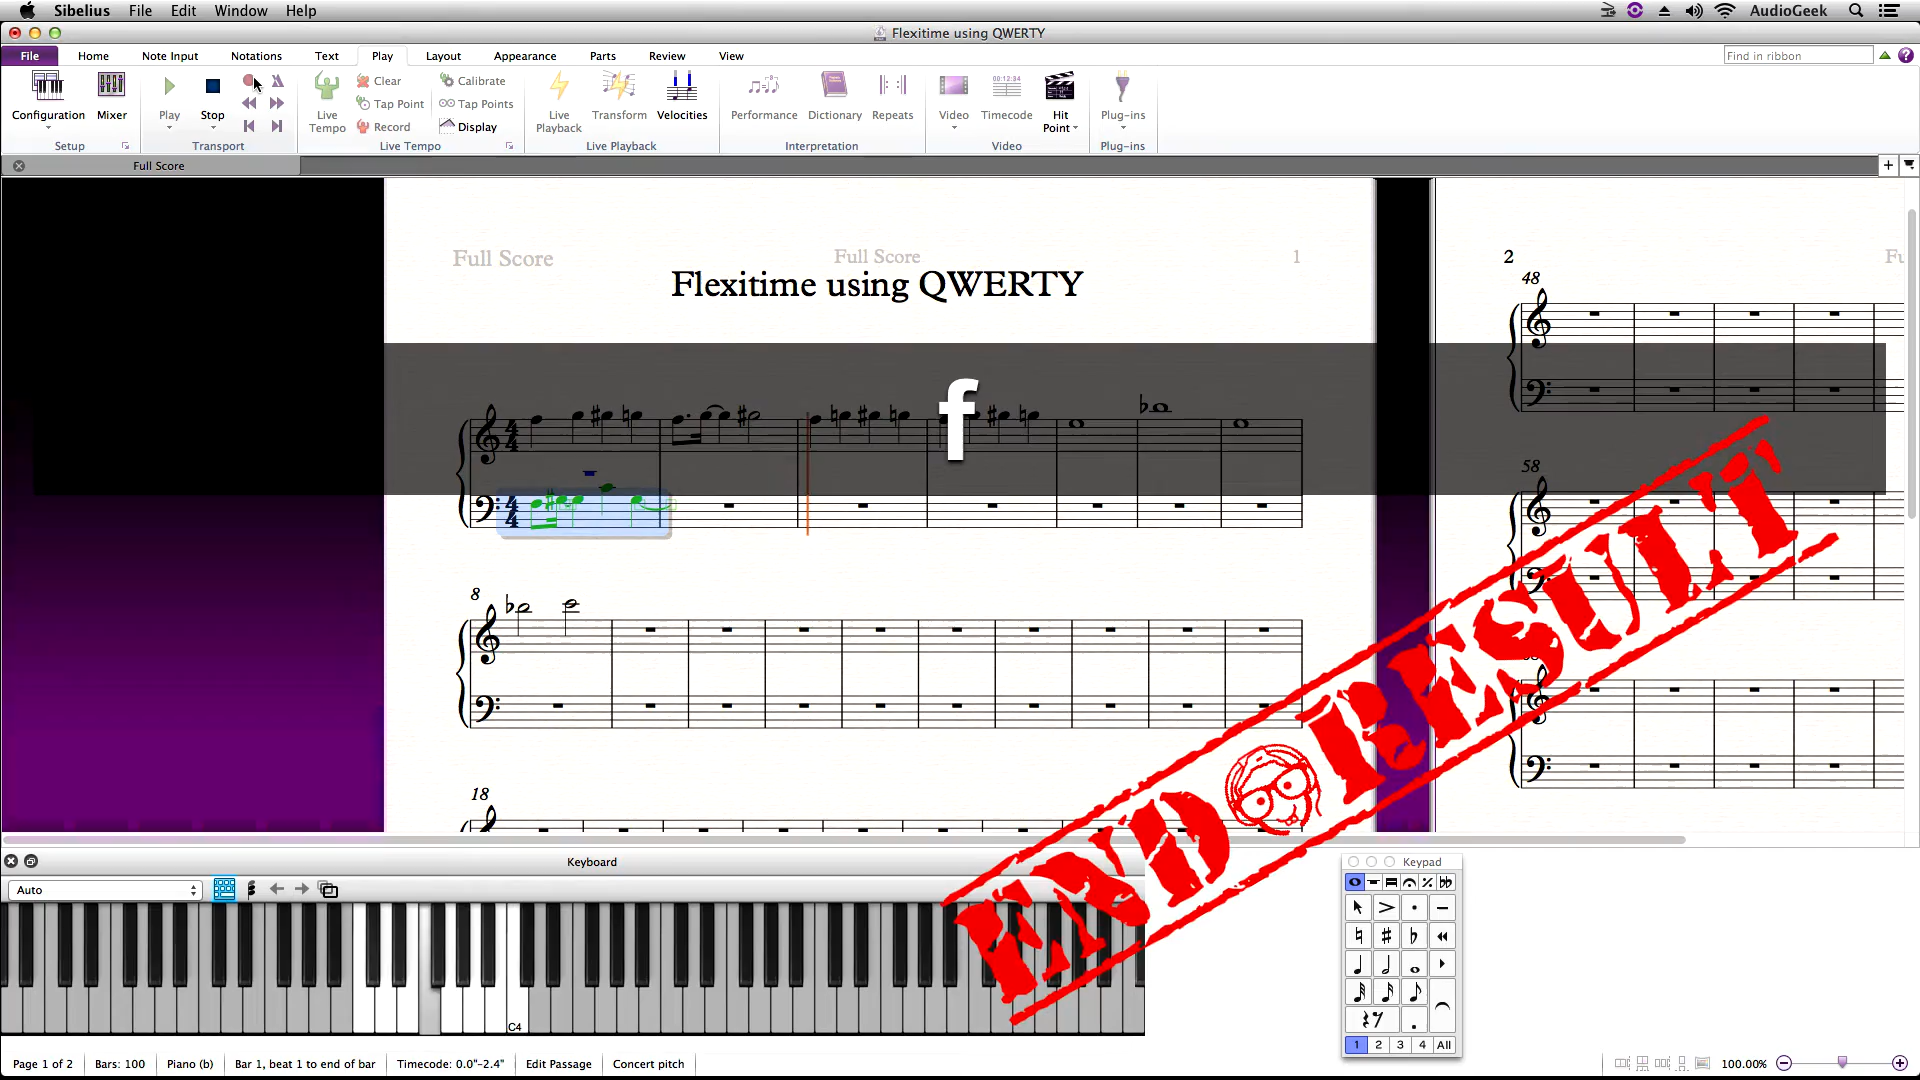 Sibelius File Edit Window Help AudioGeek
Flexitime using QWERTY
File Home Note Input Notations Text Play Layout Appearance Parts Review View Find in ribbon
Clear Calibrate 00:12:34
Tap Point Tap Points
Configuration Mixer Play Stop Live Tempo Record Display Live Playback Transform Velocities Performance Dictionary Repeats Video Timecode Hit Point Plug-ins
Setup Transport Live Tempo Live Playback Interpretation Video Plug-ins
Full Score
Full Score Full Score 1 2 Fu
Flexitime using QWERTY
48
f
58
8
18
END RESULT
Keyboard
Keypad
Auto
C4
1 2 3 4 All
Page 1 of 2 Bars: 100 Piano (b) Bar 1, beat 1 to end of bar Timecode: 0.0"-2.4" Edit Passage Concert pitch 100.00%